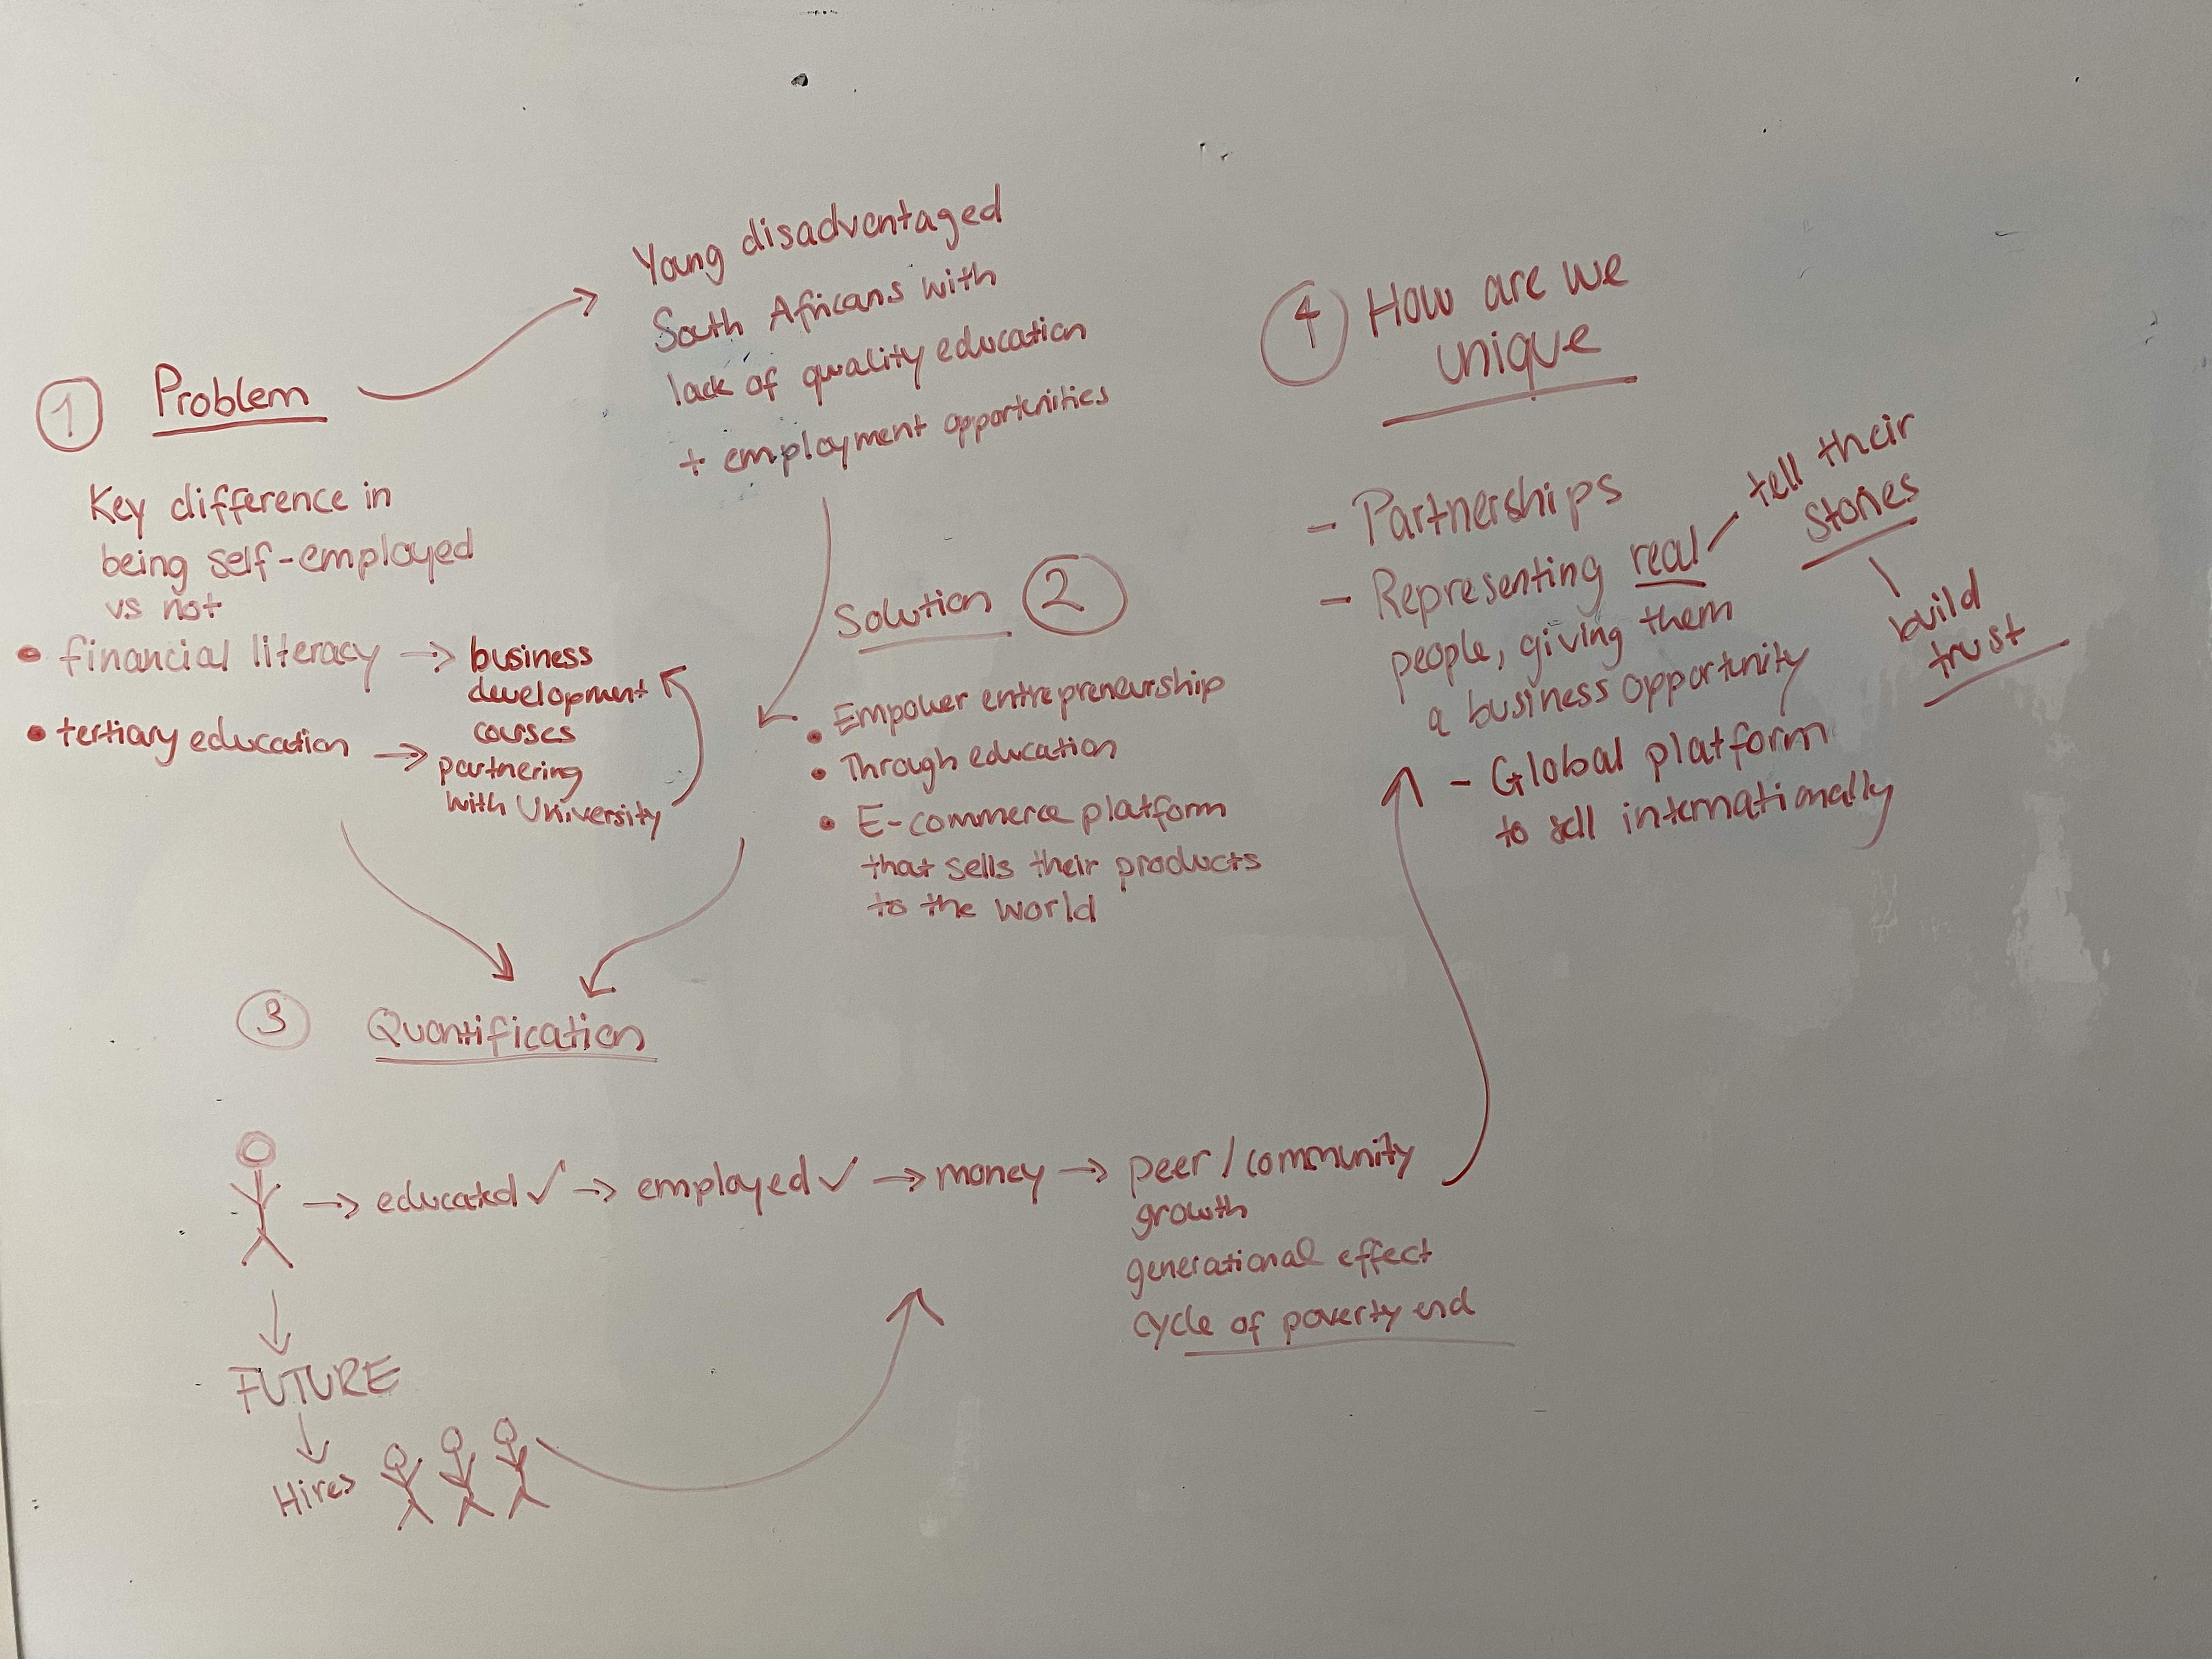 ① Problem
Young disadvantaged
South Africans with
lack of quality education
+ employment opportunities
Key difference in
being self-employed
vs not
• financial literacy → business
development
courses
• tertiary education → partnering
with University
Solution ②
• Empower entrepreneurship
• Through education
• E-commerce platform
that sells their products
to the world
③ Quantification
→ educated ✓ → employed ✓ → money → peer / community
growth
generational effect
cycle of poverty end
FUTURE
Hires
④ How are we
unique
- Partnerships
- Representing real
people, giving them
a business opportunity
tell their
stories
build
trust
- Global platform
to sell internationally